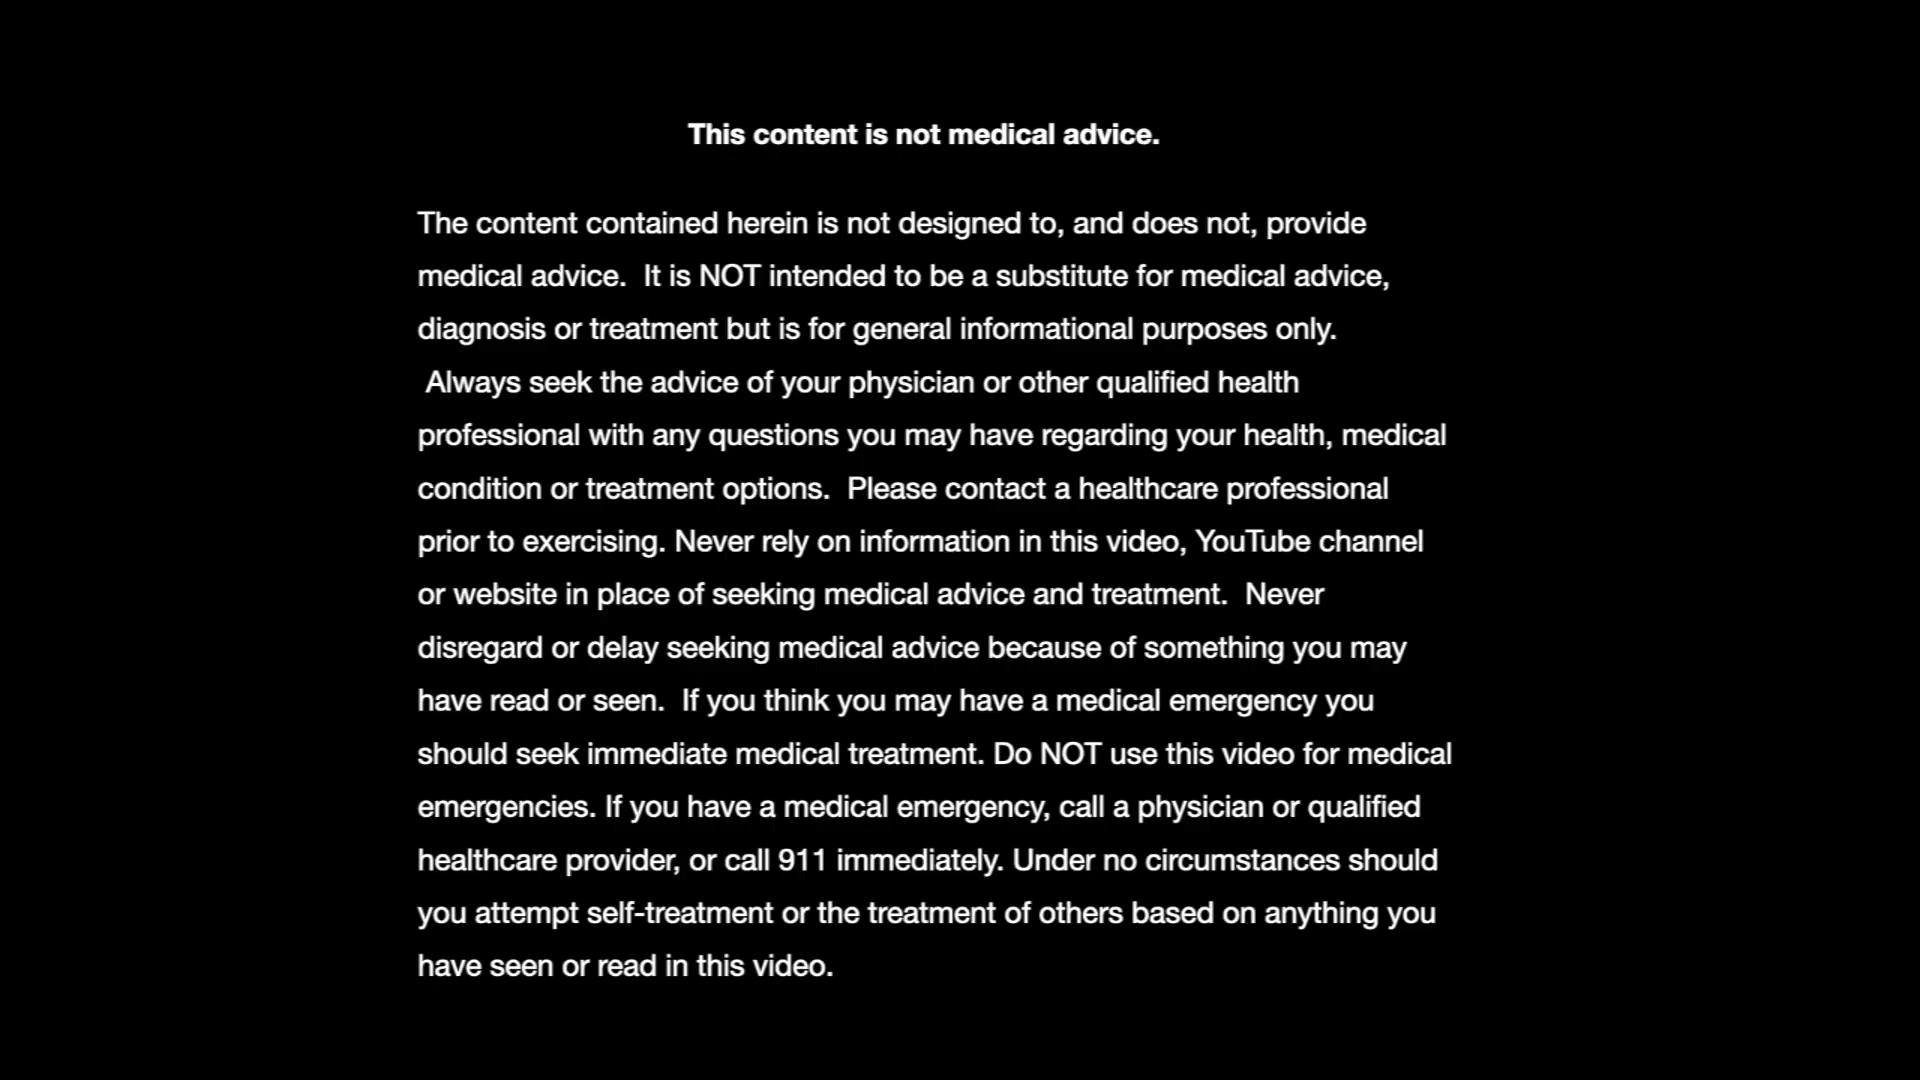 This content is not medical advice.
The content contained herein is not designed to, and does not, provide
medical advice.  It is NOT intended to be a substitute for medical advice,
diagnosis or treatment but is for general informational purposes only.
Always seek the advice of your physician or other qualified health
professional with any questions you may have regarding your health, medical
condition or treatment options.  Please contact a healthcare professional
prior to exercising. Never rely on information in this video, YouTube channel
or website in place of seeking medical advice and treatment.  Never
disregard or delay seeking medical advice because of something you may
have read or seen.  If you think you may have a medical emergency you
should seek immediate medical treatment. Do NOT use this video for medical
emergencies. If you have a medical emergency, call a physician or qualified
healthcare provider, or call 911 immediately. Under no circumstances should
you attempt self-treatment or the treatment of others based on anything you
have seen or read in this video.